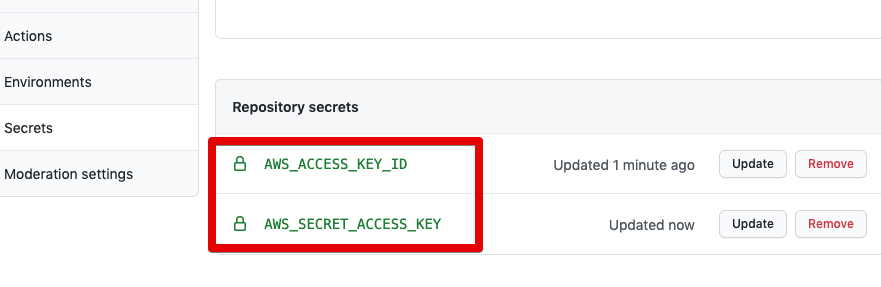 Actions
Environments
Secrets
Moderation settings
Repository secrets
AWS_ACCESS_KEY_ID Updated 1 minute ago Update Remove
AWS_SECRET_ACCESS_KEY Updated now Update Remove